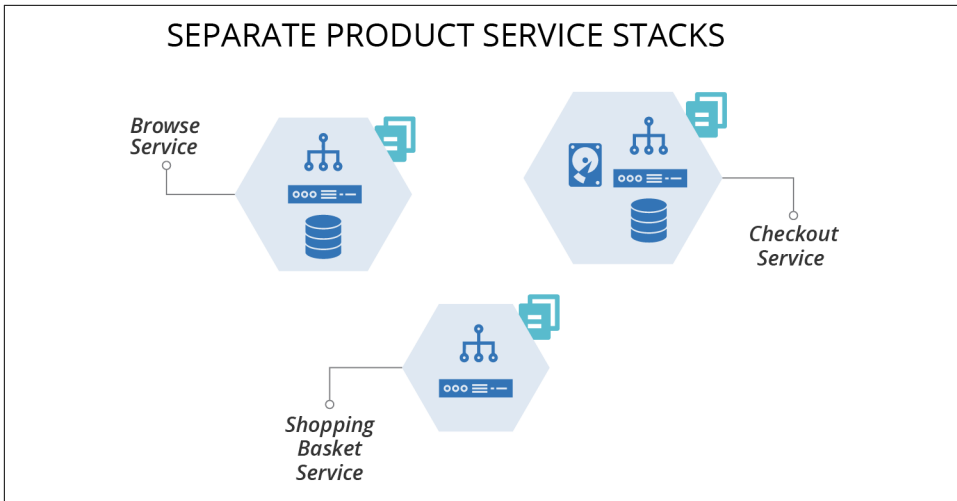 SEPARATE PRODUCT SERVICE STACKS
Browse
Service
Checkout
Service
Shopping
Basket
Service